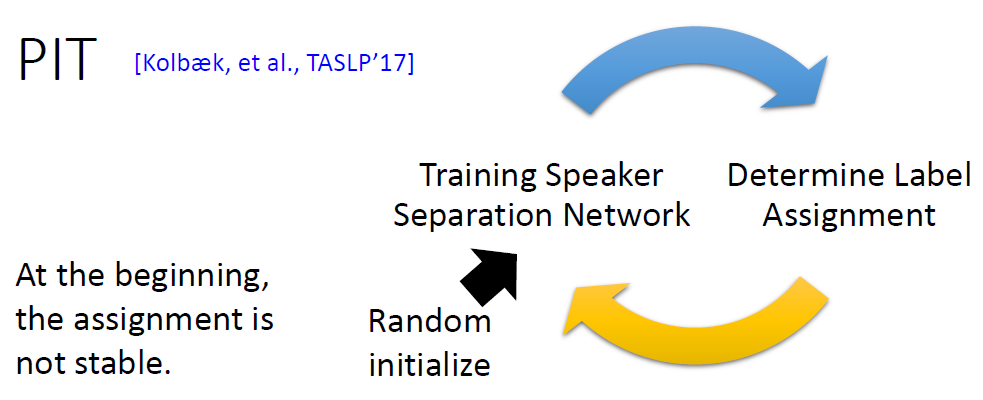 PIT [Kolbæk, et al., TASLP’17]
Training Speaker
Separation Network
Determine Label
Assignment
At the beginning,
the assignment is
not stable.
Random
initialize